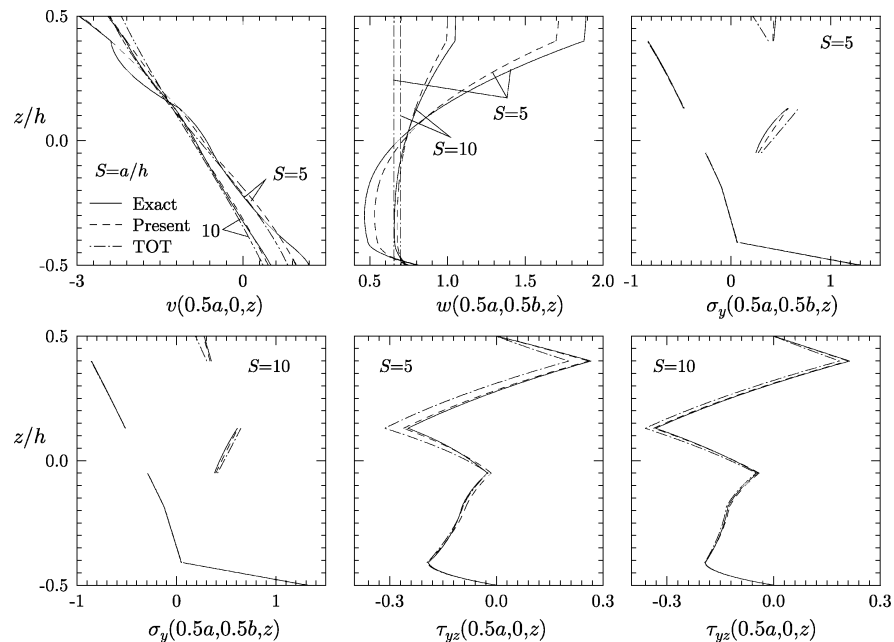 0.5
z/h
0.0
-0.5
S=a/h
Exact
Present
TOT
S=5
10
-3
0
v(0.5a,0,z)
S=5
S=10
0.5
1.0
1.5
2.0
w(0.5a,0.5b,z)
S=5
-1
0
1
σy(0.5a,0.5b,z)
0.5
z/h
0.0
-0.5
S=10
-1
0
1
σy(0.5a,0.5b,z)
S=5
-0.3
0.0
0.3
τyz(0.5a,0,z)
S=10
-0.3
0.0
0.3
τyz(0.5a,0,z)